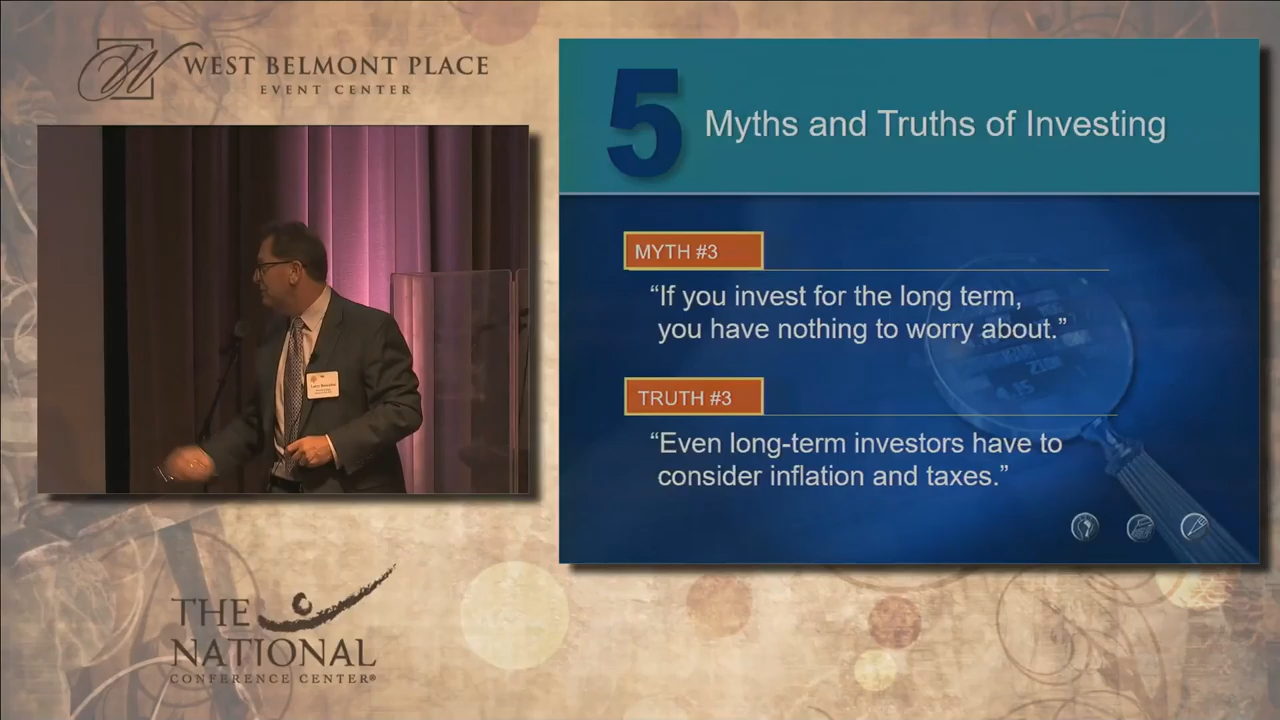 WEST BELMONT PLACE
EVENT CENTER
5
Myths and Truths of Investing
MYTH #3
“If you invest for the long term,
you have nothing to worry about.”
TRUTH #3
“Even long-term investors have to
consider inflation and taxes.”
THE
NATIONAL
CONFERENCE CENTER®